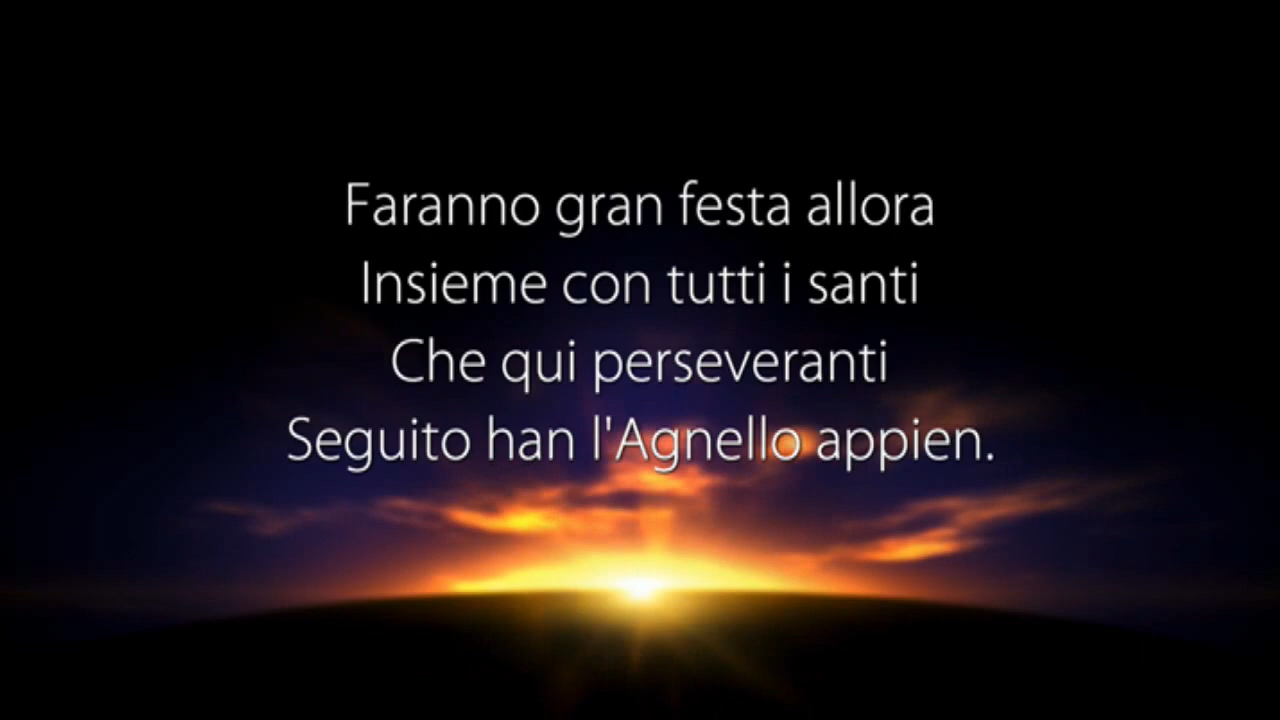 Faranno gran festa allora
Insieme con tutti i santi
Che qui perseveranti
Seguito han l'Agnello appien.